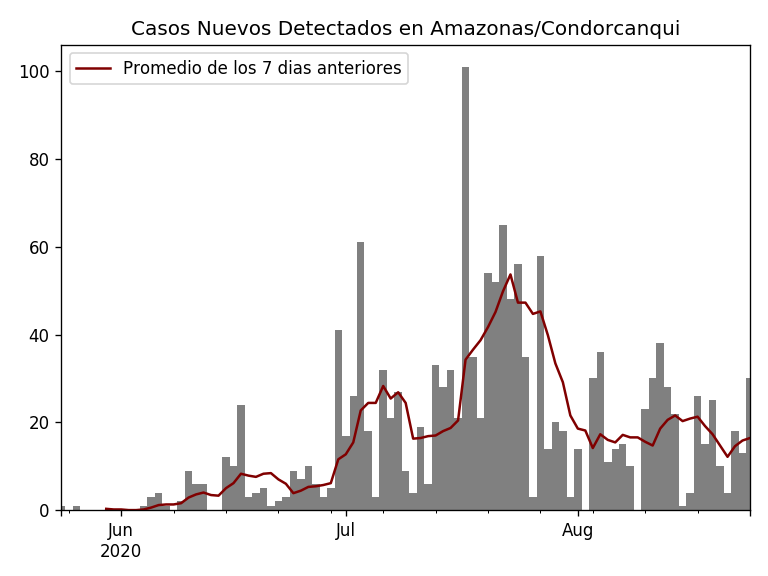 Casos Nuevos Detectados en Amazonas/Condorcanqui
Promedio de los 7 dias anteriores
100
80
60
40
20
0
Jun
2020
Jul
Aug